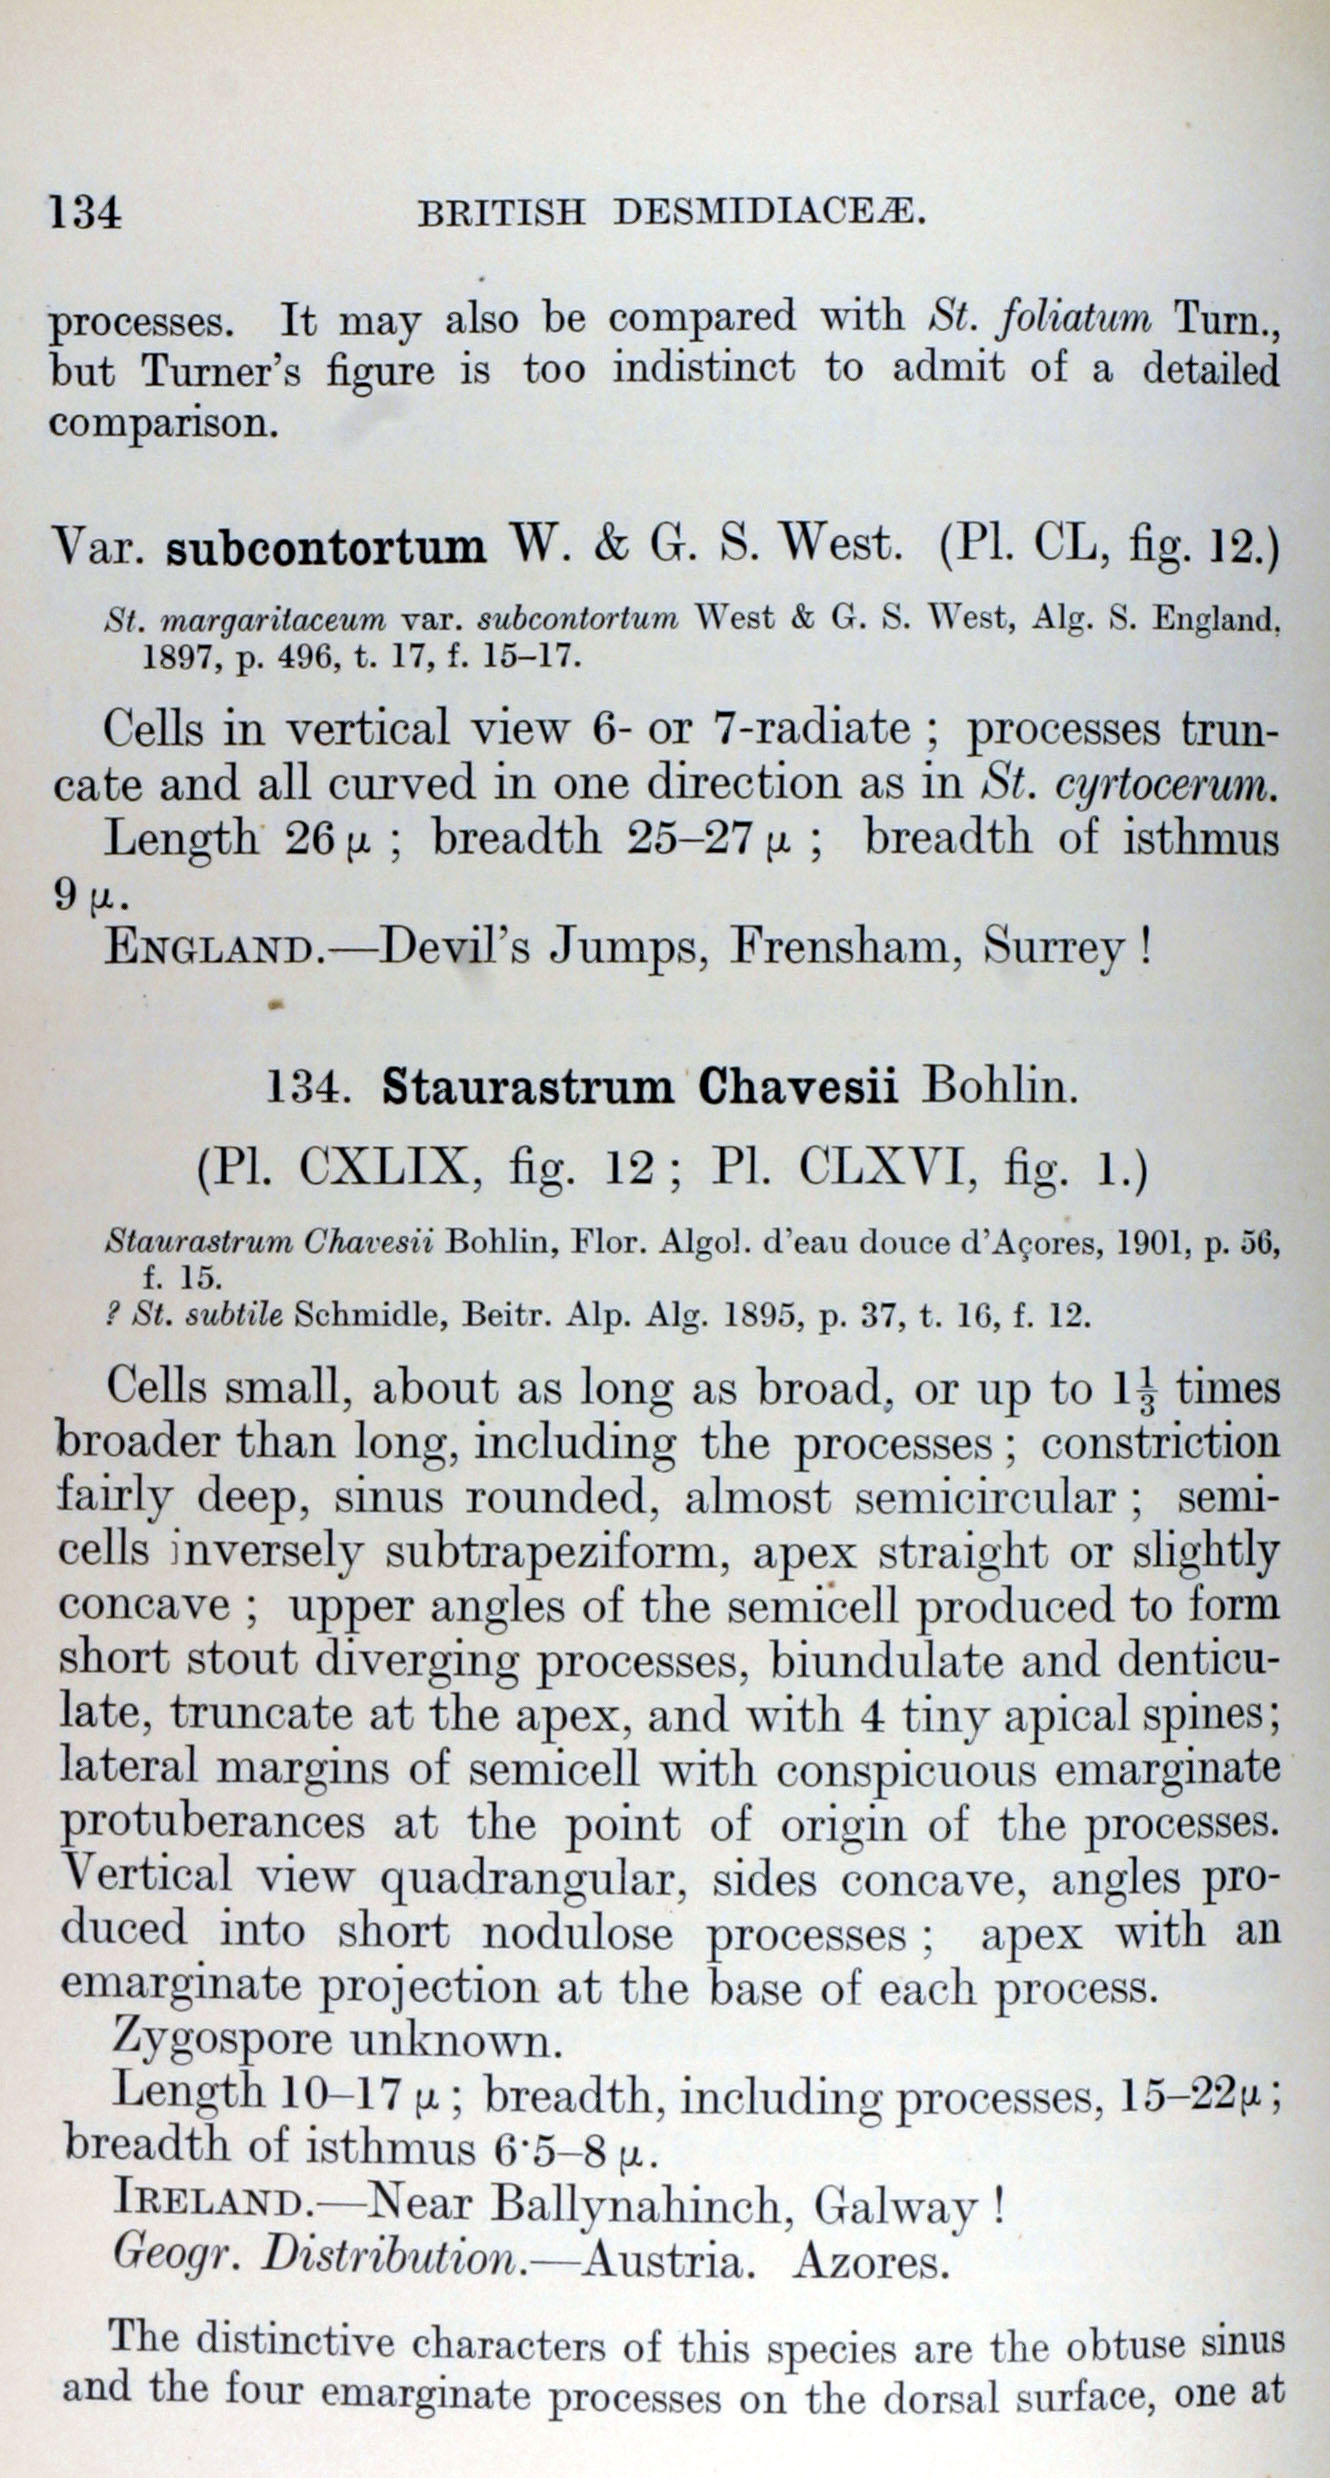 134 BRITISH DESMIDIACEÆ.
processes. It may also be compared with St. foliatum Turn.,
but Turner's figure is too indistinct to admit of a detailed
comparison.
Var. subcontortum W. & G. S. West. (Pl. CL, fig. 12.)
St. margaritaceum var. subcontortum West & G. S. West, Alg. S. England,
1897, p. 496, t. 17, f. 15–17.
Cells in vertical view 6- or 7-radiate ; processes trun-
cate and all curved in one direction as in St. cyrtocerum.
Length 26 µ ; breadth 25–27 µ ; breadth of isthmus
9 µ.
ENGLAND.—Devil's Jumps, Frensham, Surrey !
134. Staurastrum Chavesii Bohlin.
(Pl. CXLIX, fig. 12 ; Pl. CLXVI, fig. 1.)
Staurastrum Chavesii Bohlin, Flor. Algol. d'eau douce d'Açores, 1901, p. 56,
f. 15.
? St. subtile Schmidle, Beitr. Alp. Alg. 1895, p. 37, t. 16, f. 12.
Cells small, about as long as broad, or up to 1⅓ times
broader than long, including the processes ; constriction
fairly deep, sinus rounded, almost semicircular ; semi-
cells inversely subtrapeziform, apex straight or slightly
concave ; upper angles of the semicell produced to form
short stout diverging processes, biundulate and denticu-
late, truncate at the apex, and with 4 tiny apical spines;
lateral margins of semicell with conspicuous emarginate
protuberances at the point of origin of the processes.
Vertical view quadrangular, sides concave, angles pro-
duced into short nodulose processes ; apex with an
emarginate projection at the base of each process.
Zygospore unknown.
Length 10–17 µ ; breadth, including processes, 15–22µ ;
breadth of isthmus 6·5–8 µ.
IRELAND.—Near Ballynahinch, Galway !
Geogr. Distribution.—Austria. Azores.
The distinctive characters of this species are the obtuse sinus
and the four emarginate processes on the dorsal surface, one at